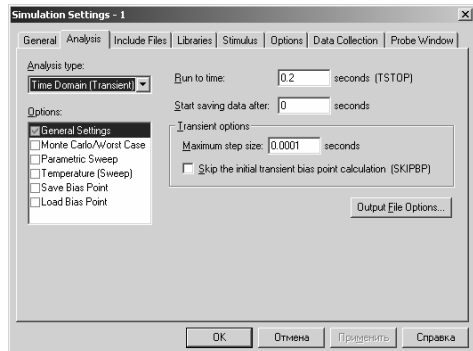 Simulation Settings - 1
General Analysis Include Files Libraries Stimulus Options Data Collection Probe Window
Analysis type:
Time Domain (Transient)
Options:
General Settings
Monte Carlo/Worst Case
Parametric Sweep
Temperature (Sweep)
Save Bias Point
Load Bias Point
Run to time: 0.2 seconds (TSTOP)
Start saving data after: 0 seconds
Transient options
Maximum step size: 0.0001 seconds
Skip the initial transient bias point calculation (SKIPBP)
Output File Options...
OK Отмена Применить Справка